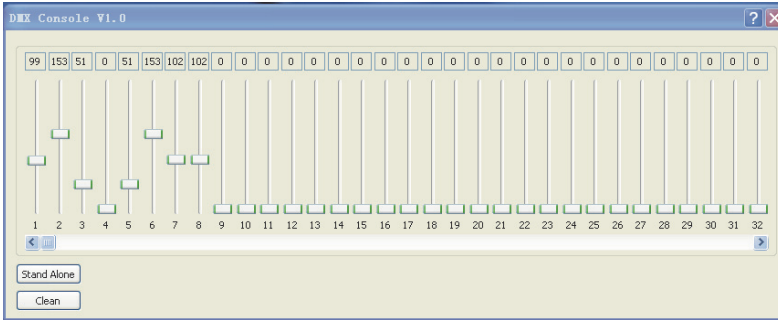 DMX Console V1.0
99 153 51 0 51 153 102 102 0 0 0 0 0 0 0 0 0 0 0 0 0 0 0 0 0 0 0 0 0 0 0
1 2 3 4 5 6 7 8 9 10 11 12 13 14 15 16 17 18 19 20 21 22 23 24 25 26 27 28 29 30 31 32
Stand Alone
Clean